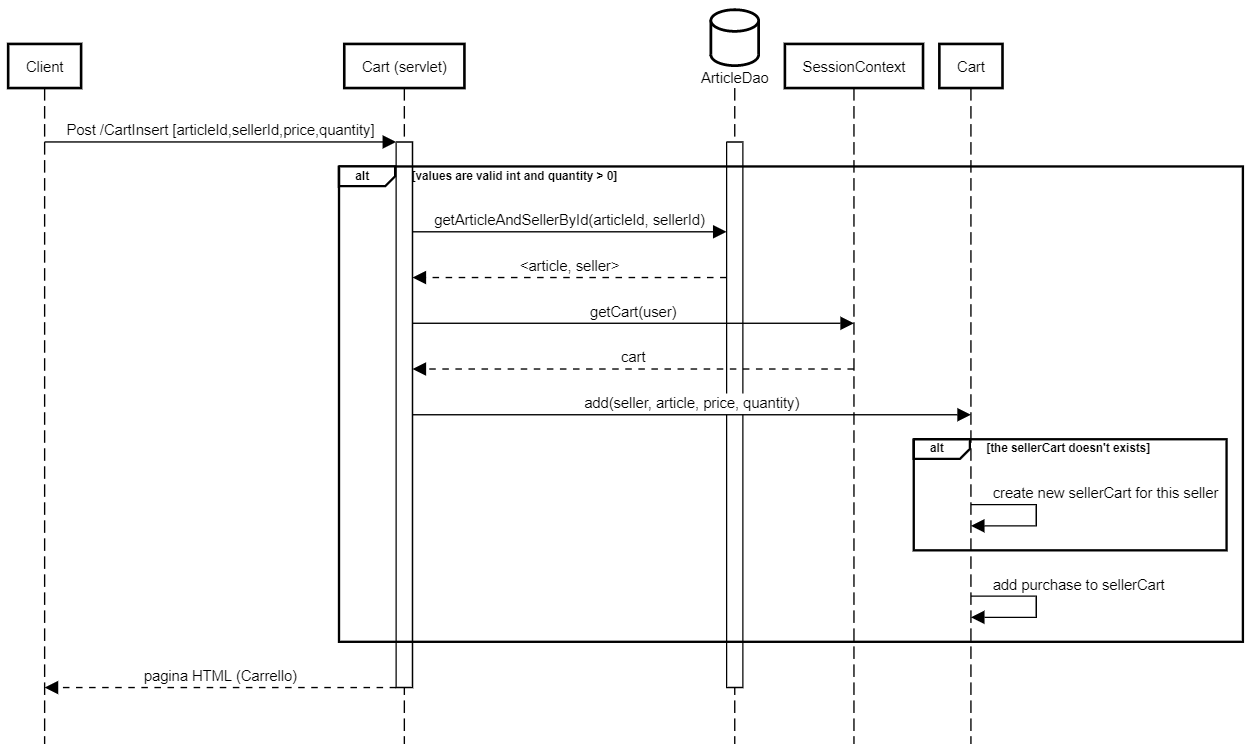 Client
Cart (servlet)
ArticleDao
SessionContext
Cart
Post /CartInsert [articleId,sellerId,price,quantity]
alt
[values are valid int and quantity > 0]
getArticleAndSellerById(articleId, sellerId)
<article, seller>
getCart(user)
cart
add(seller, article, price, quantity)
alt
[the sellerCart doesn't exists]
create new sellerCart for this seller
add purchase to sellerCart
pagina HTML (Carrello)